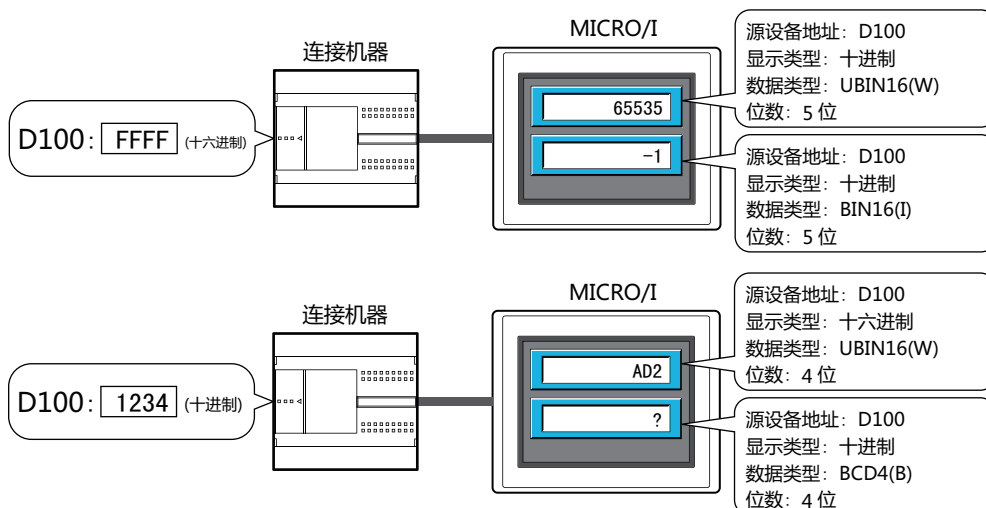 MICRO/I
连接机器
D100: FFFF (十六进制)
65535
-1
源设备地址: D100
显示类型: 十进制
数据类型: UBIN16(W)
位数: 5 位
源设备地址: D100
显示类型: 十进制
数据类型: BIN16(I)
位数: 5 位
MICRO/I
连接机器
D100: 1234 (十进制)
AD2
?
源设备地址: D100
显示类型: 十六进制
数据类型: UBIN16(W)
位数: 4 位
源设备地址: D100
显示类型: 十进制
数据类型: BCD4(B)
位数: 4 位